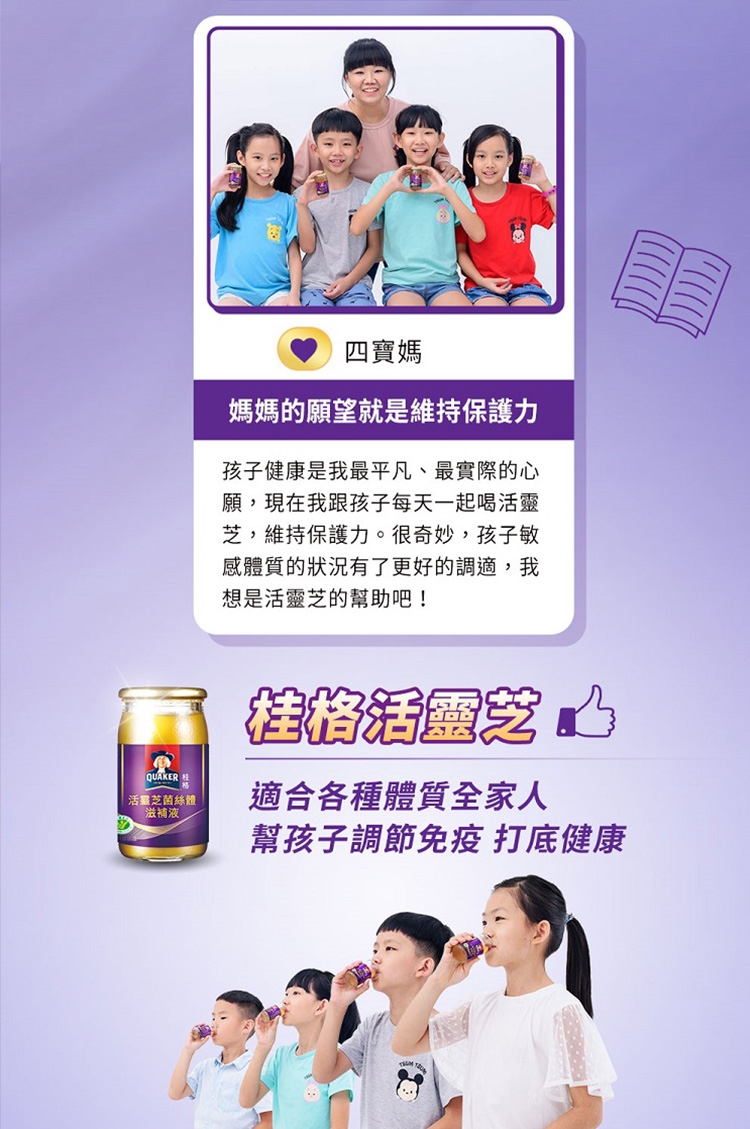 四寶媽
媽媽的願望就是維持保護力
孩子健康是我最平凡、最實際的心
願，現在我跟孩子每天一起喝活靈
芝，維持保護力。很奇妙，孩子敏
感體質的狀況有了更好的調適，我
想是活靈芝的幫助吧！
桂格活靈芝
QUAKER 桂格
活靈芝菌絲體
滋補液
適合各種體質全家人
幫孩子調節免疫 打底健康
TSUM TSUM